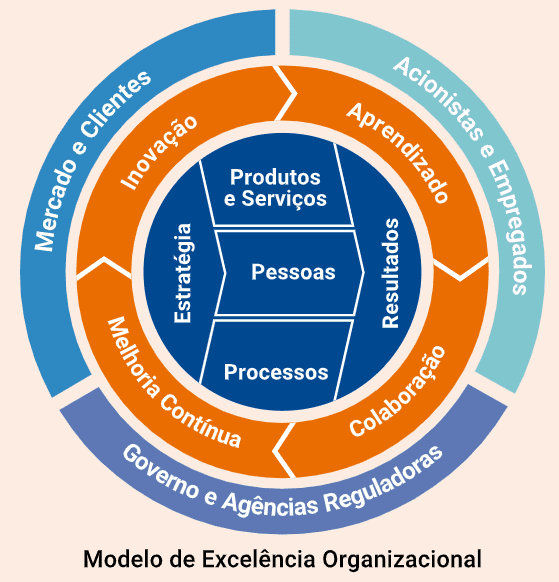 Mercado e Clientes
Acionistas e Empregados
Inovação
Aprendizado
Produtos
e Serviços
Estratégia
Pessoas
Resultados
Processos
Melhoria Contínua
Colaboração
Governo e Agências Reguladoras
Modelo de Excelência Organizacional